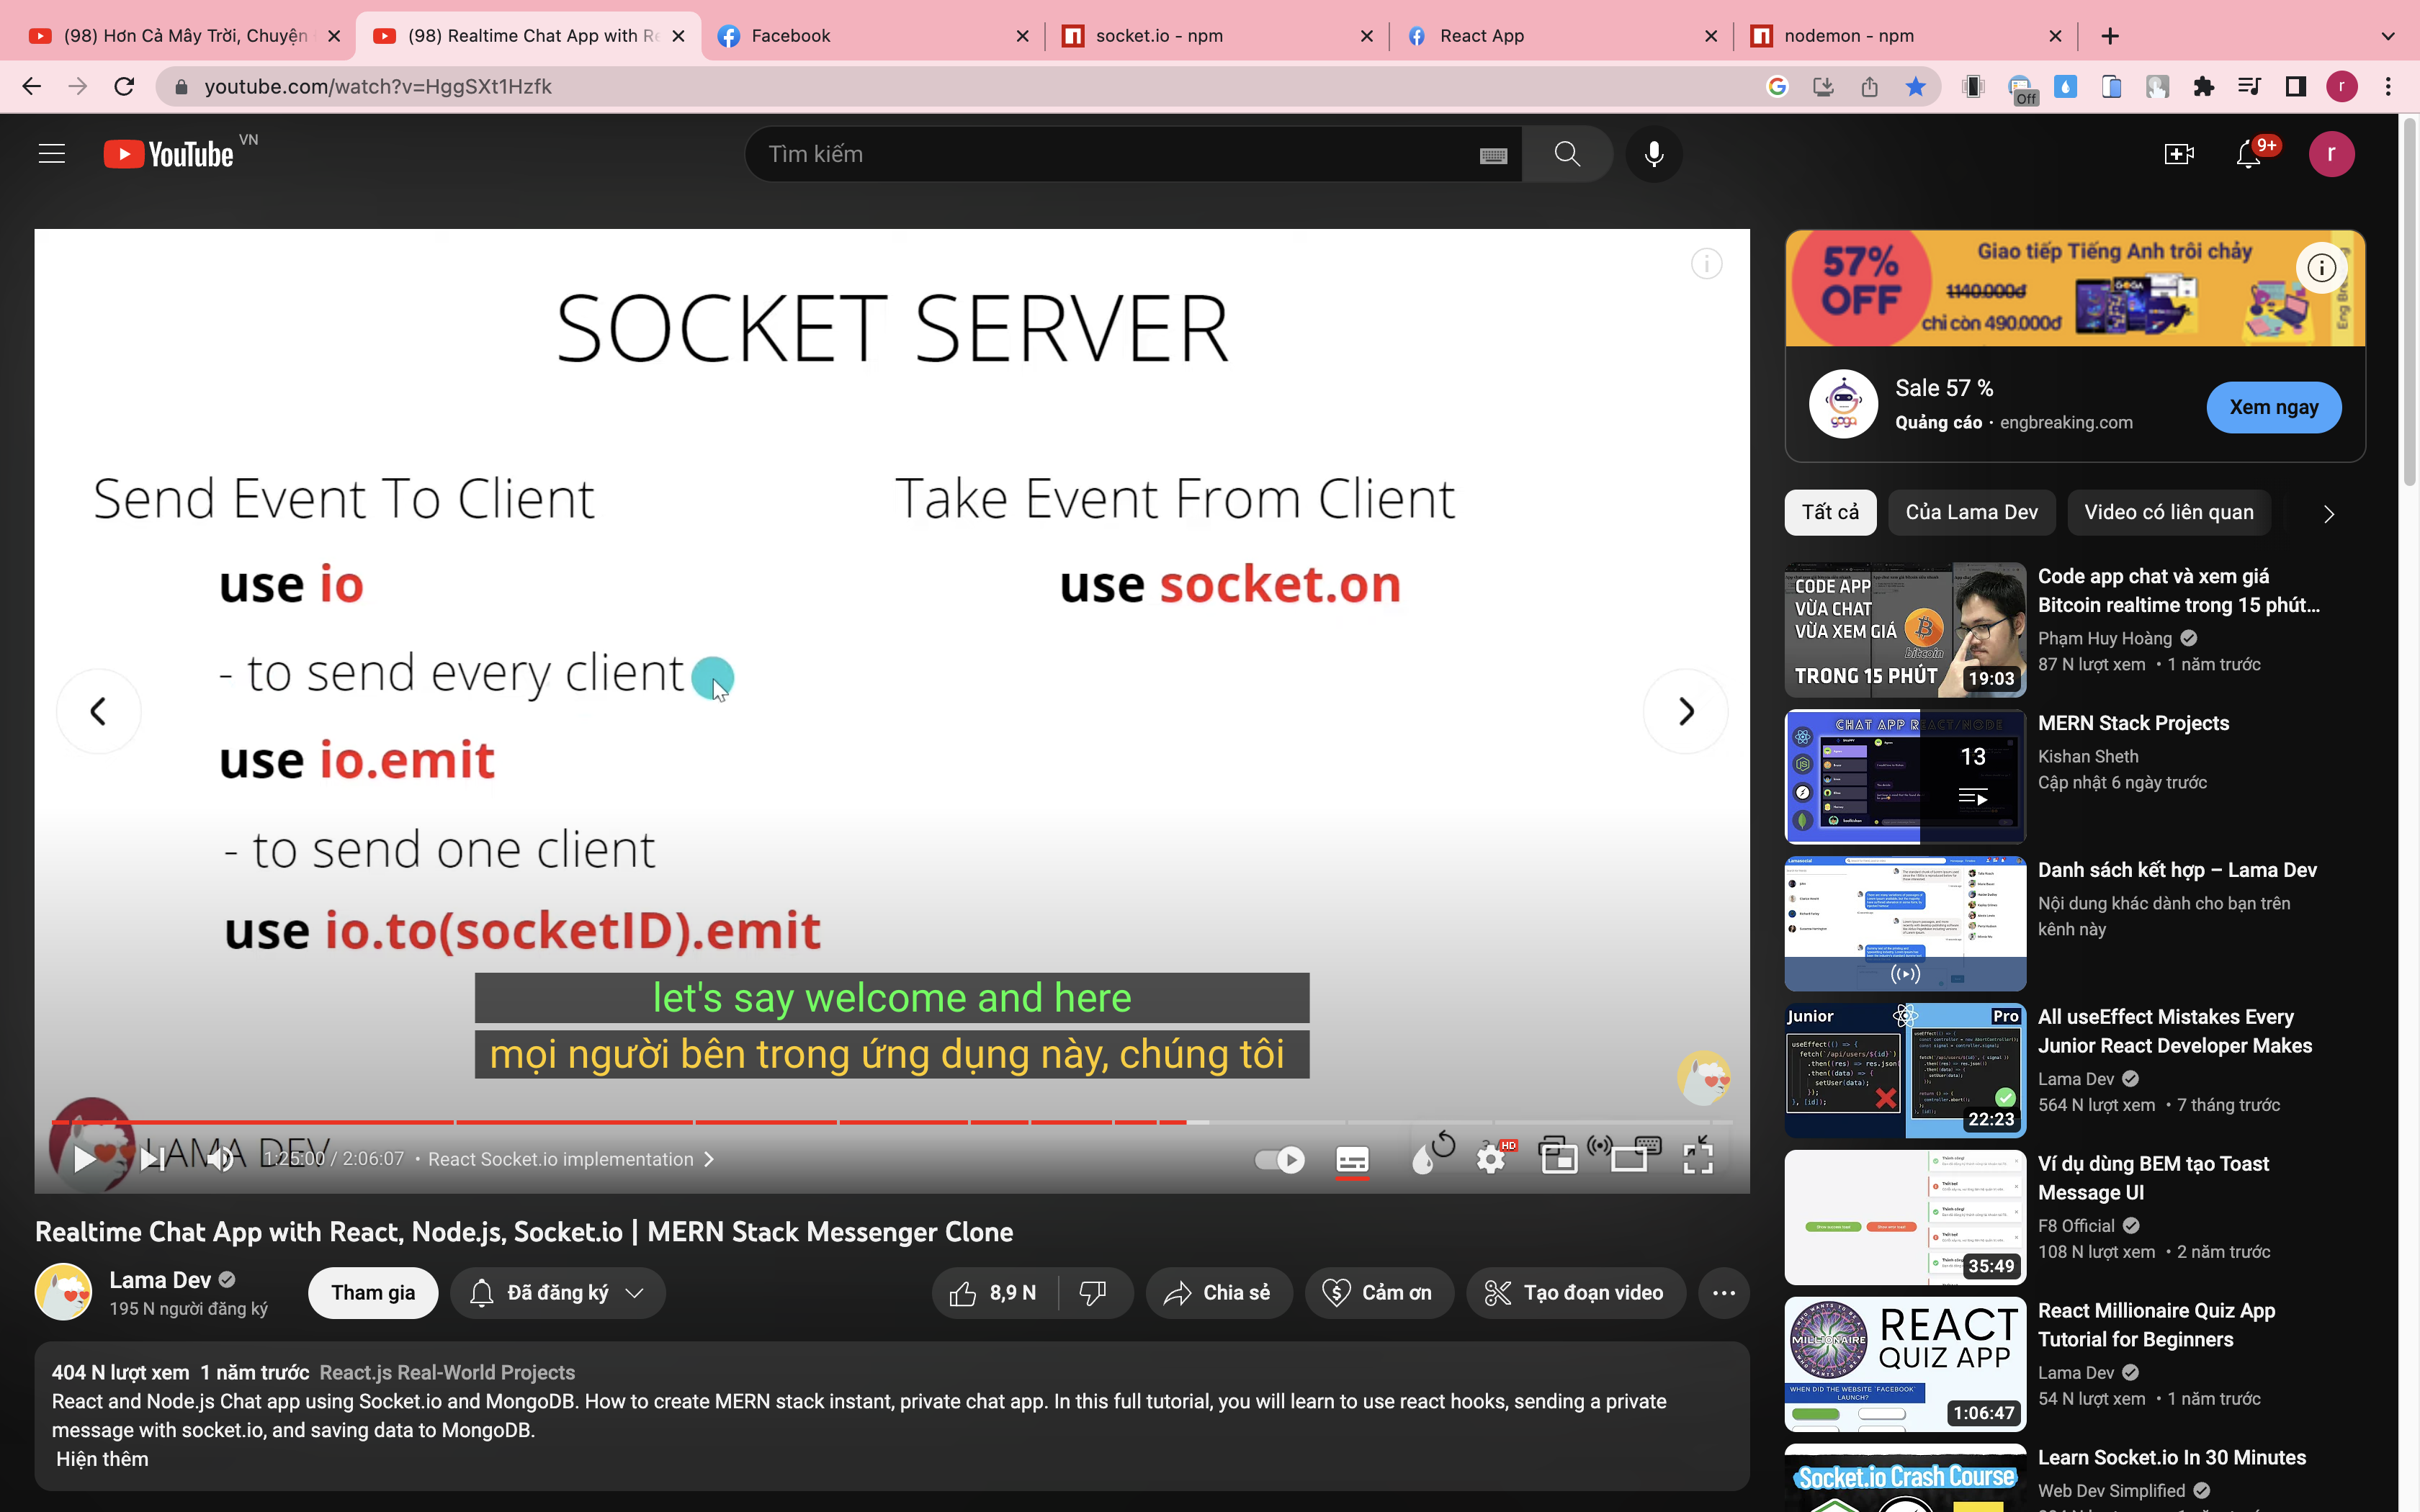 (98) Hơn Cả Mây Trời, Chuyện
(98) Realtime Chat App with Re
Facebook
socket.io - npm
React App
nodemon - npm
youtube.com/watch?v=HggSXt1Hzfk
Off
r
YouTube
VN
Tìm kiếm
9+
r
SOCKET SERVER
Send Event To Client
Take Event From Client
use io
use socket.on
- to send every client
use io.emit
- to send one client
use io.to(socketID).emit
let's say welcome and here
mọi người bên trong ứng dụng này, chúng tôi
LAMA DEV
1:25:00 / 2:06:07 • React Socket.io implementation
HD
Realtime Chat App with React, Node.js, Socket.io | MERN Stack Messenger Clone
Lama Dev
195 N người đăng ký
Tham gia
Đã đăng ký
8,9 N
Chia sẻ
Cảm ơn
Tạo đoạn video
404 N lượt xem 1 năm trước React.js Real-World Projects
React and Node.js Chat app using Socket.io and MongoDB. How to create MERN stack instant, private chat app. In this full tutorial, you will learn to use react hooks, sending a private
message with socket.io, and saving data to MongoDB.
Hiện thêm
57%
OFF
Giao tiếp Tiếng Anh trôi chảy
1140.000đ
chỉ còn 490.000đ
GOGA
Sale 57 %
Quảng cáo · engbreaking.com
Xem ngay
Tất cả
Của Lama Dev
Video có liên quan
CODE APP
VỪA CHAT
VỪA XEM GIÁ
bitcoin
TRONG 15 PHÚT
19:03
Code app chat và xem giá
Bitcoin realtime trong 15 phút...
Phạm Huy Hoàng
87 N lượt xem • 1 năm trước
CHAT APP REACT/NODE
13
MERN Stack Projects
Kishan Sheth
Cập nhật 6 ngày trước
Danh sách kết hợp – Lama Dev
Nội dung khác dành cho bạn trên
kênh này
Junior
Pro
22:23
All useEffect Mistakes Every
Junior React Developer Makes
Lama Dev
564 N lượt xem • 7 tháng trước
35:49
Ví dụ dùng BEM tạo Toast
Message UI
F8 Official
108 N lượt xem • 2 năm trước
MILLIONAIRE
REACT
QUIZ APP
WHEN DID THE WEBSITE 'FACEBOOK'
LAUNCH?
1:06:47
React Millionaire Quiz App
Tutorial for Beginners
Lama Dev
54 N lượt xem • 1 năm trước
Socket.io Crash Course
Learn Socket.io In 30 Minutes
Web Dev Simplified